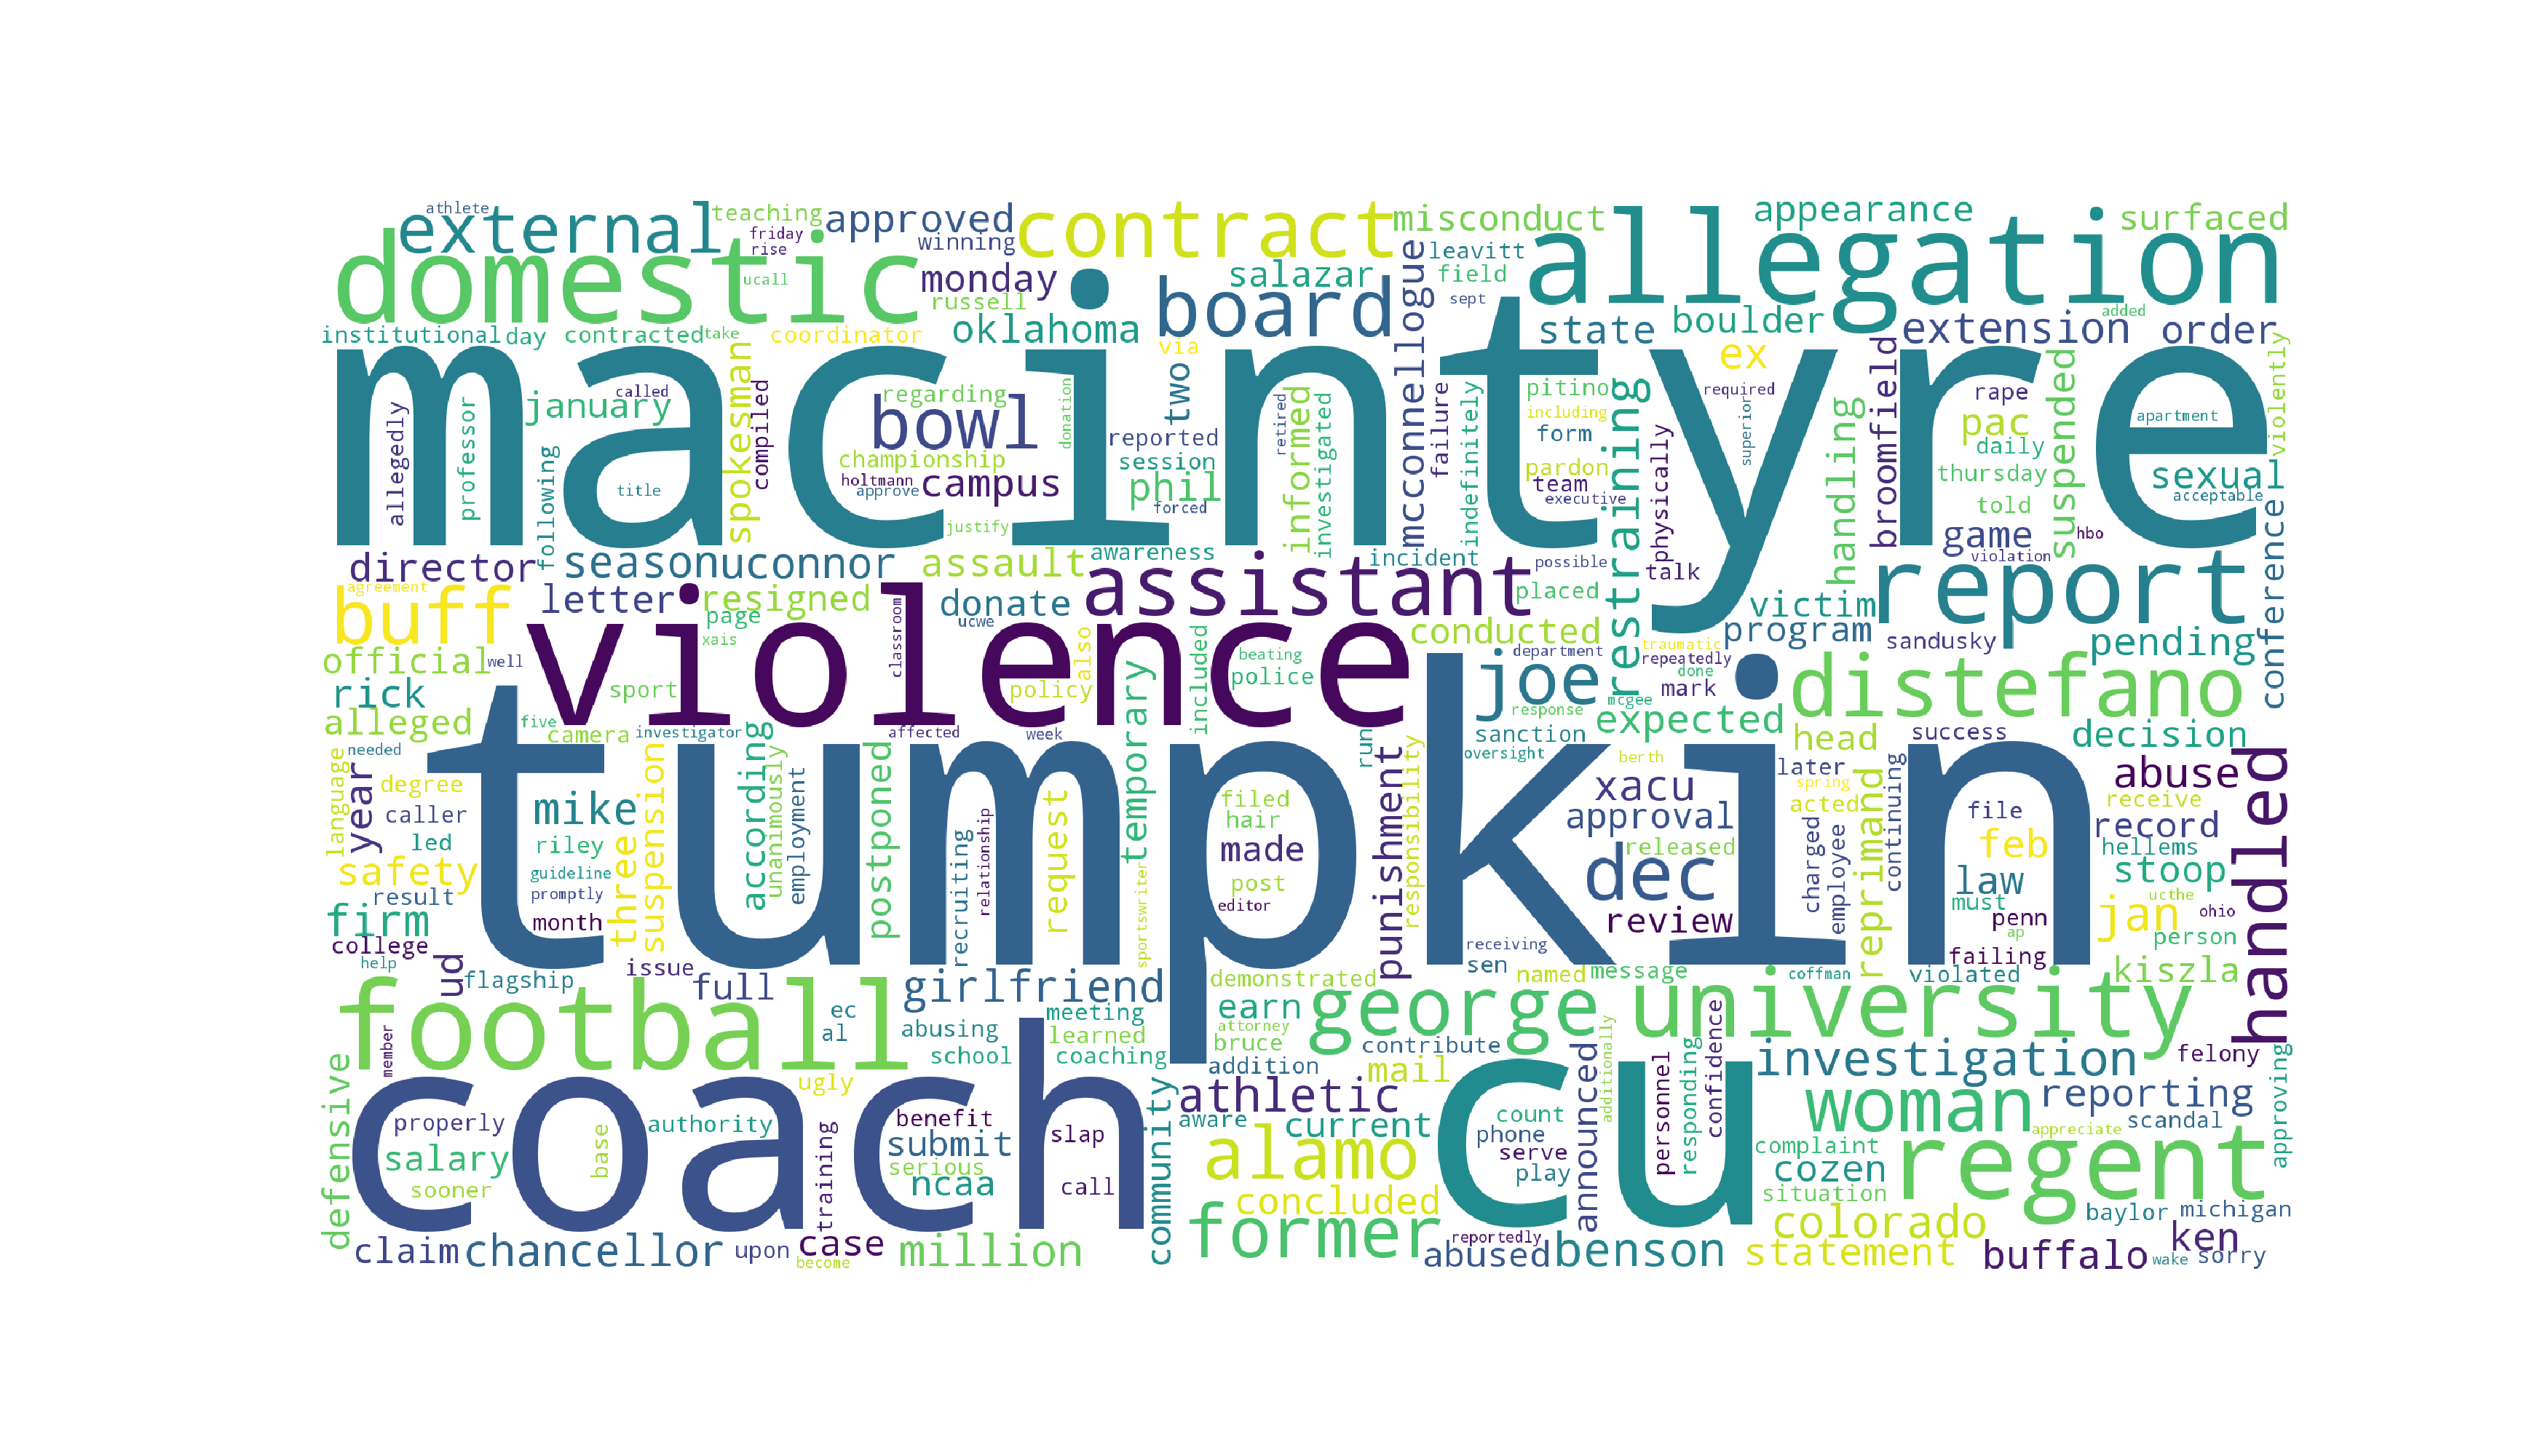 athlete
external
teaching
approved
contract
misconduct
appearance
surfaced
friday
rise
winning
leavitt
allegation
domestic
ucall
monday
salazar
field
russell
sept
board
mcconnellogue
added
institutional
day
contracted
take
coordinator
oklahoma
via
state
boulder
extension
order
macintyre
called
january
spokesman
compiled
regarding
bowl
donation
two
retired
informed
investigated
failure
indefinitely
pitino
including
form
ex
required
superior
restraining
handling
broomfield
rape
pac
daily
suspended
apartment
violently
allegedly
professor
following
title
championship
holtmann
approve
campus
reported
session
phil
forced
pardon
team
executive
physically
thursday
told
sexual
acceptable
conference
justify
game
violation
hbo
director
seasonuconnor
assault
awareness
incident
possible
talk
report
agreement
buff
letter
resigned
page
xais
classroom
donate
ucwe
assistant
placed
victim
program
sandusky
pending
official
well
violence
also
included
beating
police
conducted
department
joe
traumatic
repeatedly
done
mark
mcgee
distefano
rick
sport
policy
temporary
response
alleged
five
camera
investigator
affected
week
run
sanction
oversight
expected
head
success
decision
language
needed
year
degree
caller
led
mike
riley
suspension
according
unanimously
employment
postponed
tumpkin
recruiting
relationship
request
sportswriter
filed
hair
made
post
editor
punishment
responsibility
berth
xacu
approval
released
dec
review
later
spring
acted
charged
employee
reprimand
continuing
file
feb
law
must
penn
failing
abuse
receive
record
hellems
stoop
ucthe
jan
ohio
ap
person
handled
safety
result
guideline
promptly
three
firm
month
college
help
ud
flagship
issue
full
girlfriend
demonstrated
receiving
sen
named
message
coffman
violated
kiszla
football
ec
al
abusing
school
meeting
learned
coaching
earn
attorney
bruce
addition
george
contribute
additionally
university
member
defensive
coach
ugly
mail
announced
personnel
responding
confidence
investigation
felony
approving
properly
authority
base
benefit
submit
slap
community
athletic
aware
current
count
phone
serve
play
cu
woman
reporting
appreciate
scandal
complaint
cozen
regent
salary
sooner
training
serious
ncaa
call
alamo
concluded
situation
colorado
baylor
michigan
claim
chancellor
upon
case
become
million
former
reportedly
abused
benson
statement
buffalo
wake
ken
sorry